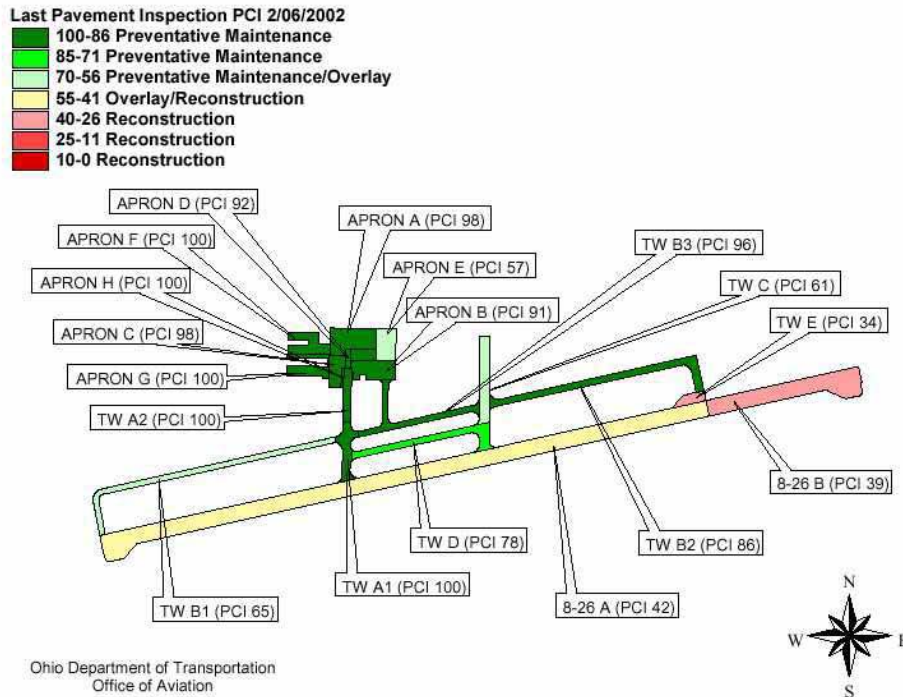 Last Pavement Inspection PCI 2/06/2002
100-86 Preventative Maintenance
85-71 Preventative Maintenance
70-56 Preventative Maintenance/Overlay
55-41 Overlay/Reconstruction
40-26 Reconstruction
25-11 Reconstruction
10-0 Reconstruction
APRON D (PCI 92)
APRON A (PCI 98)
APRON F (PCI 100)
TW B3 (PCI 96)
APRON E (PCI 57)
APRON H (PCI 100)
TW C (PCI 61)
APRON B (PCI 91)
TW E (PCI 34)
APRON C (PCI 98)
APRON G (PCI 100)
TW A2 (PCI 100)
8-26 B (PCI 39)
TW D (PCI 78)
TW B2 (PCI 86)
TW A1 (PCI 100)
TW B1 (PCI 65)
8-26 A (PCI 42)
N
W
E
S
Ohio Department of Transportation
Office of Aviation